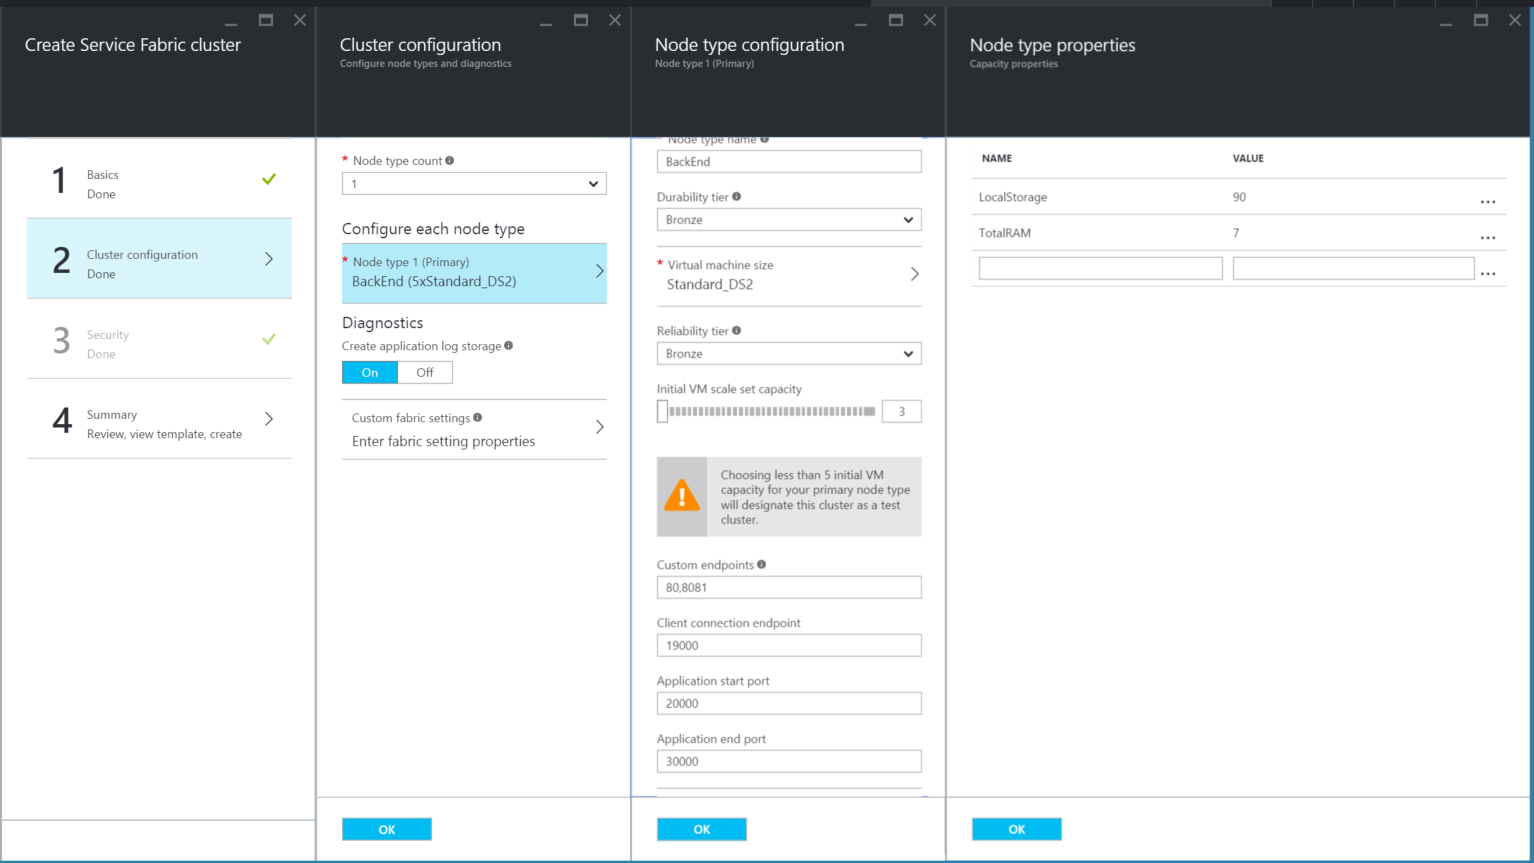 Create Service Fabric cluster
1
Basics
Done
2
Cluster configuration
Done
3
Security
Done
4
Summary
Review, view template, create
Cluster configuration
Configure node types and diagnostics
* Node type count
1
Configure each node type
* Node type 1 (Primary)
BackEnd (5xStandard_DS2)
Diagnostics
Create application log storage
On Off
Custom fabric settings
Enter fabric setting properties
OK
Node type configuration
Node type 1 (Primary)
* Node type name
BackEnd
Durability tier
Bronze
* Virtual machine size
Standard_DS2
Reliability tier
Bronze
Initial VM scale set capacity
3
Choosing less than 5 initial VM
capacity for your primary node type
will designate this cluster as a test
cluster.
Custom endpoints
80,8081
Client connection endpoint
19000
Application start port
20000
Application end port
30000
OK
Node type properties
Capacity properties
NAME VALUE
LocalStorage 90 ...
TotalRAM 7 ...
...
OK